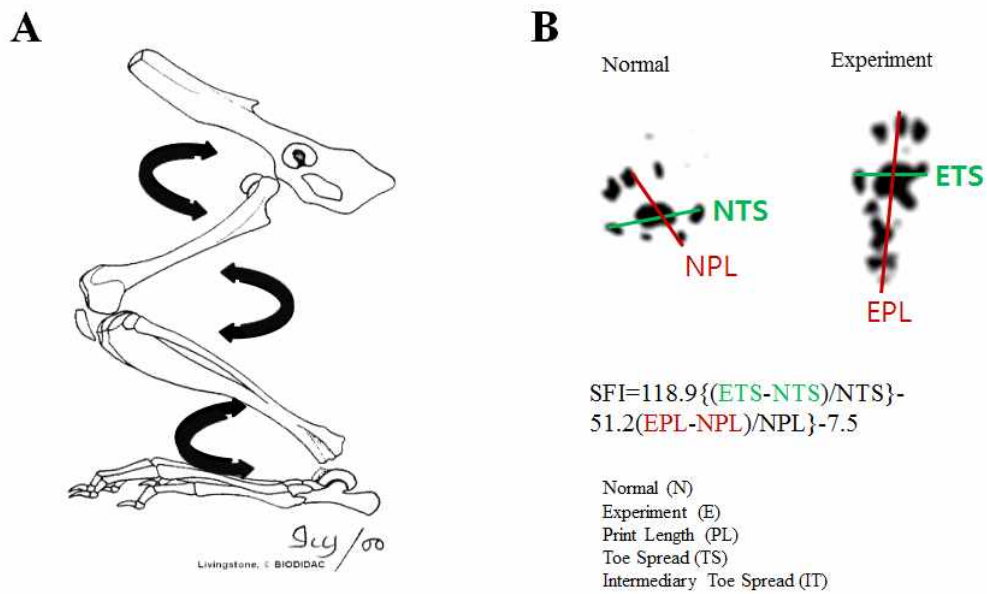 A
B
Normal
Experiment
NTS
ETS
NPL
EPL
SFI=118.9{(ETS-NTS)/NTS}-
51.2(EPL-NPL)/NPL}-7.5
Normal (N)
Experiment (E)
Print Length (PL)
Toe Spread (TS)
Intermediary Toe Spread (IT)
/00
Livingstone, © BIODIDAC